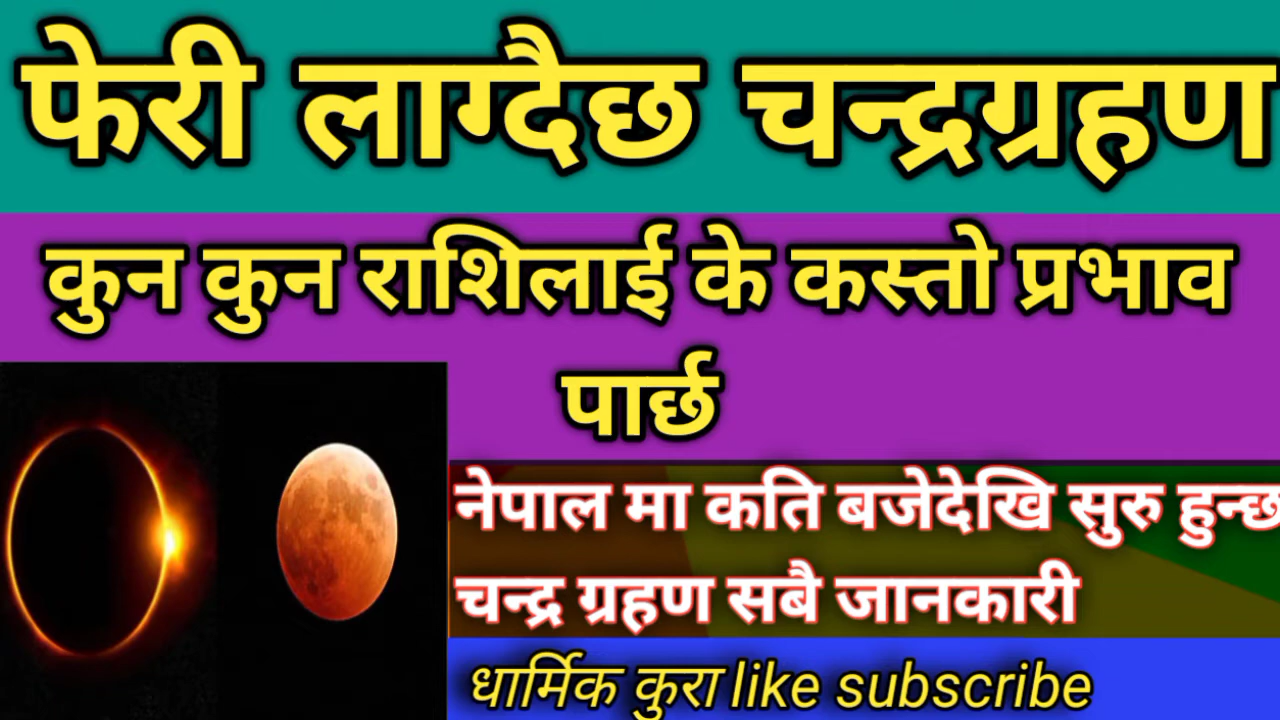 फेरी लाग्दैछ चन्द्रग्रहण
कुन कुन राशिलाई के कस्तो प्रभाव
पार्छ
नेपाल मा कति बजेदेखि सुरु हुन्छ
चन्द्र ग्रहण सबै जानकारी
धार्मिक कुरा like subscribe